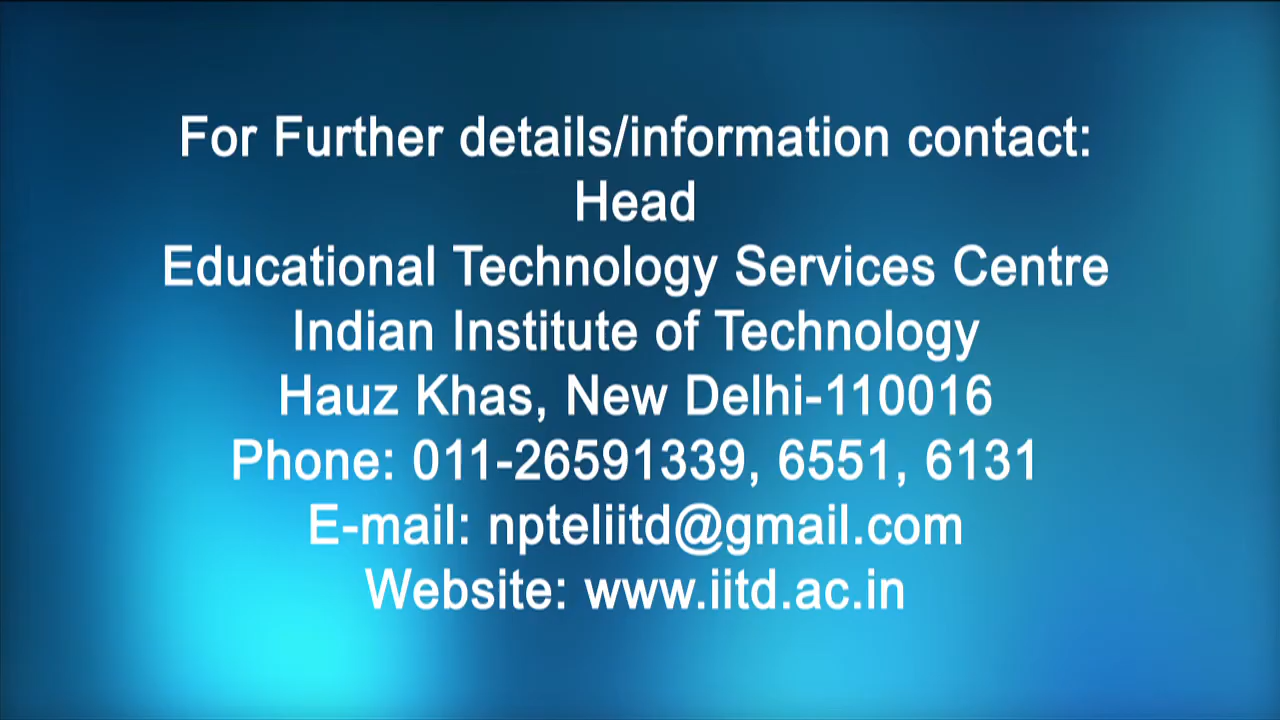 For Further details/information contact:
Head
Educational Technology Services Centre
Indian Institute of Technology
Hauz Khas, New Delhi-110016
Phone: 011-26591339, 6551, 6131
E-mail: npteliitd@gmail.com
Website: www.iitd.ac.in